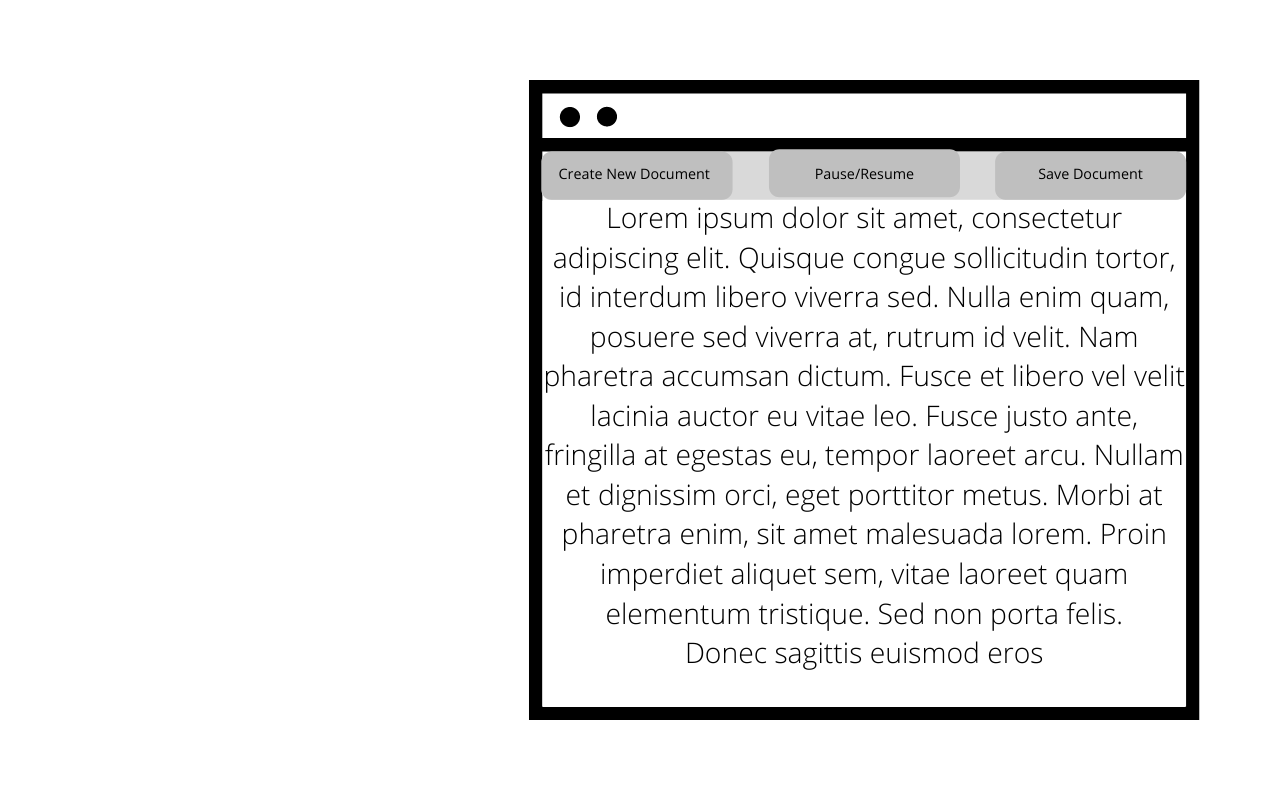 Create New Document
Pause/Resume
Save Document
Lorem ipsum dolor sit amet, consectetur
adipiscing elit. Quisque congue sollicitudin tortor,
id interdum libero viverra sed. Nulla enim quam,
posuere sed viverra at, rutrum id velit. Nam
pharetra accumsan dictum. Fusce et libero vel velit
lacinia auctor eu vitae leo. Fusce justo ante,
fringilla at egestas eu, tempor laoreet arcu. Nullam
et dignissim orci, eget porttitor metus. Morbi at
pharetra enim, sit amet malesuada lorem. Proin
imperdiet aliquet sem, vitae laoreet quam
elementum tristique. Sed non porta felis.
Donec sagittis euismod eros